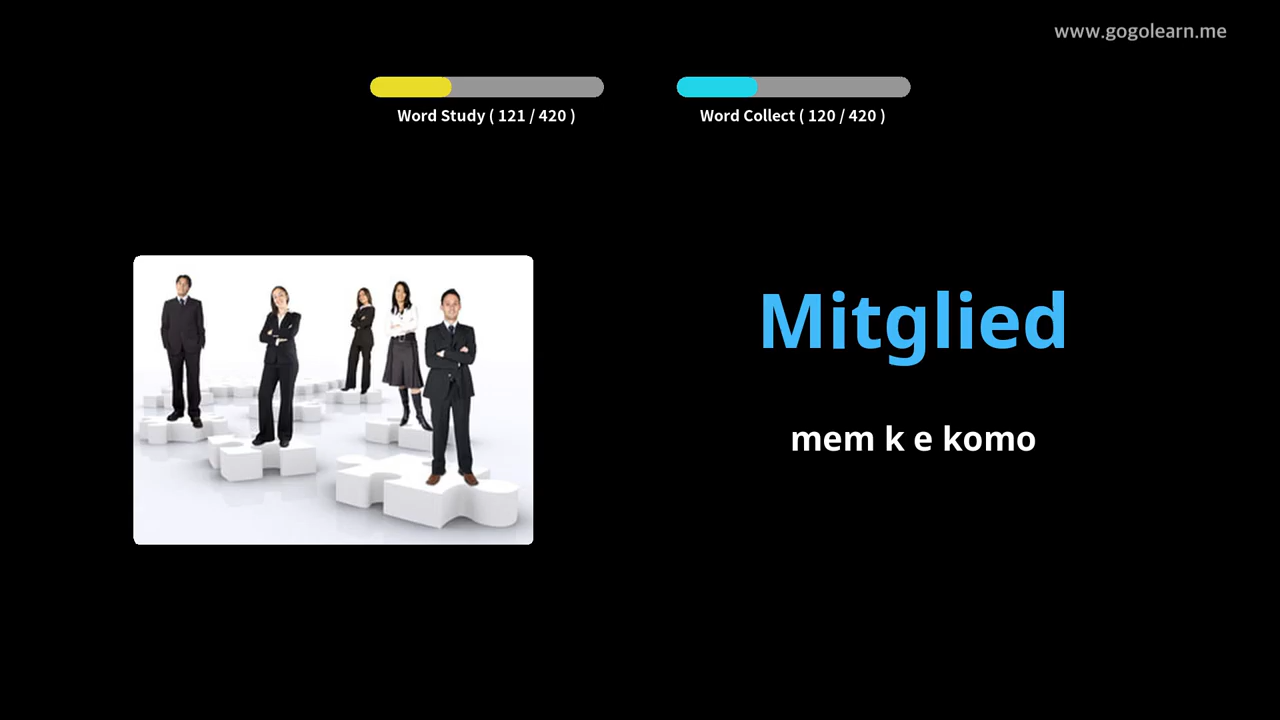 www.gogolearn.me
Word Study ( 121 / 420 )
Word Collect ( 120 / 420 )
Mitglied
mem k e komo